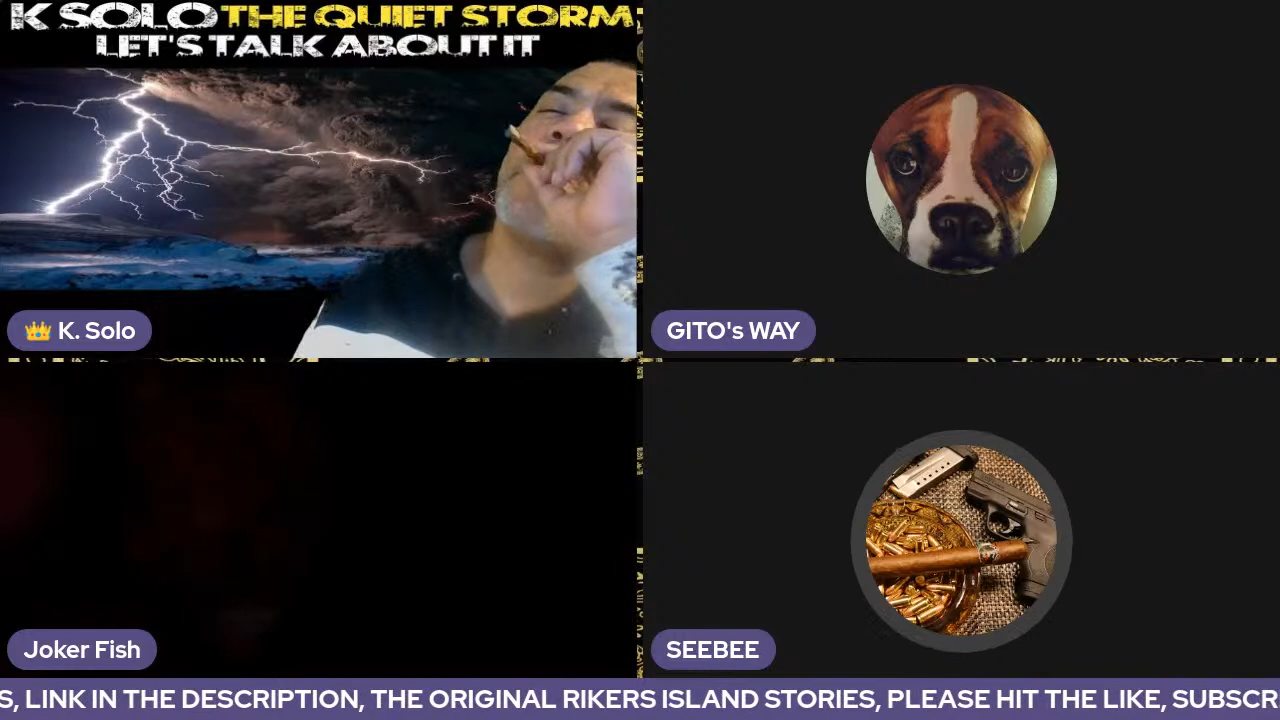 K SOLO THE QUIET STORM
LET'S TALK ABOUT IT
K. Solo
GITO's WAY
Joker Fish
SEEBEE
S, LINK IN THE DESCRIPTION, THE ORIGINAL RIKERS ISLAND STORIES, PLEASE HIT THE LIKE, SUBSCR